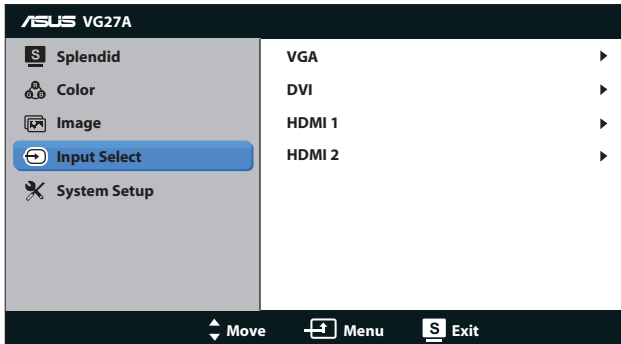 ASUS VG27A
S Splendid
Color
Image
Input Select
System Setup
VGA
DVI
HDMI 1
HDMI 2
Move Menu S Exit